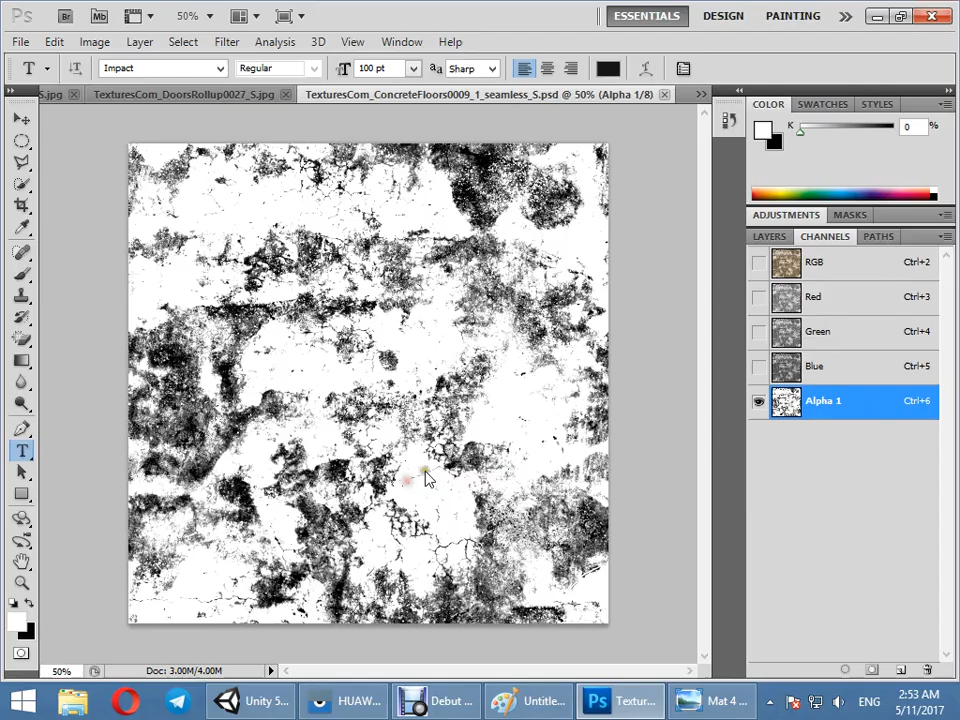 Ps Br Mb 50% ESSENTIALS DESIGN PAINTING
File Edit Image Layer Select Filter Analysis 3D View Window Help
T Impact Regular T 100 pt aa Sharp
S.jpg TexturesCom_DoorsRollup0027_S.jpg TexturesCom_ConcreteFloors0009_1_seamless_S.psd @ 50% (Alpha 1/8)
COLOR SWATCHES STYLES
K 0 %
ADJUSTMENTS MASKS
LAYERS CHANNELS PATHS
RGB Ctrl+2
Red Ctrl+3
Green Ctrl+4
Blue Ctrl+5
Alpha 1 Ctrl+6
T
50% Doc: 3.00M/4.00M
Unity 5... HUAW... Debut ... Untitle... Ps Textur... Mat 4 ... ENG 2:53 AM
5/11/2017